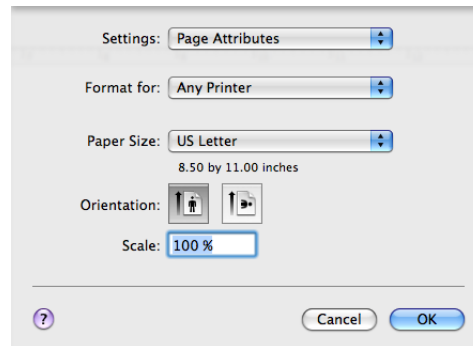 Settings: Page Attributes
Format for: Any Printer
Paper Size: US Letter
8.50 by 11.00 inches
Orientation:
Scale: 100 %
? Cancel OK